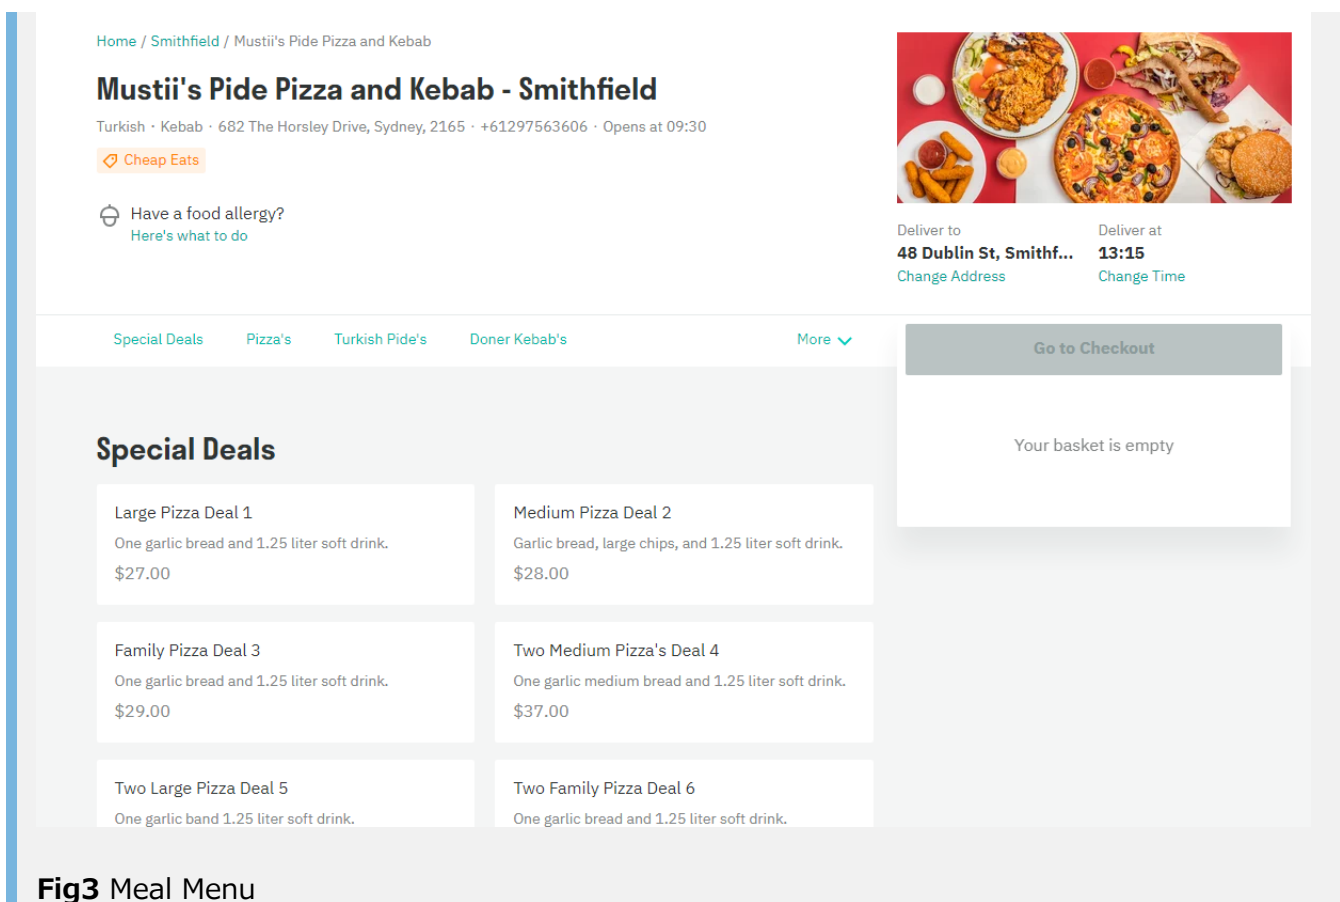 Home / Smithfield / Mustii's Pide Pizza and Kebab
Mustii's Pide Pizza and Kebab - Smithfield
Turkish · Kebab · 682 The Horsley Drive, Sydney, 2165 · +61297563606 · Opens at 09:30
Cheap Eats
Have a food allergy?
Here's what to do
Deliver to
48 Dublin St, Smithf...
Change Address
Deliver at
13:15
Change Time
Special Deals Pizza's Turkish Pide's Doner Kebab's More
Go to Checkout
Your basket is empty
Special Deals
Large Pizza Deal 1
One garlic bread and 1.25 liter soft drink.
$27.00
Medium Pizza Deal 2
Garlic bread, large chips, and 1.25 liter soft drink.
$28.00
Family Pizza Deal 3
One garlic bread and 1.25 liter soft drink.
$29.00
Two Medium Pizza's Deal 4
One garlic medium bread and 1.25 liter soft drink.
$37.00
Two Large Pizza Deal 5
One garlic band 1.25 liter soft drink.
Two Family Pizza Deal 6
One garlic bread and 1.25 liter soft drink.
Fig3 Meal Menu